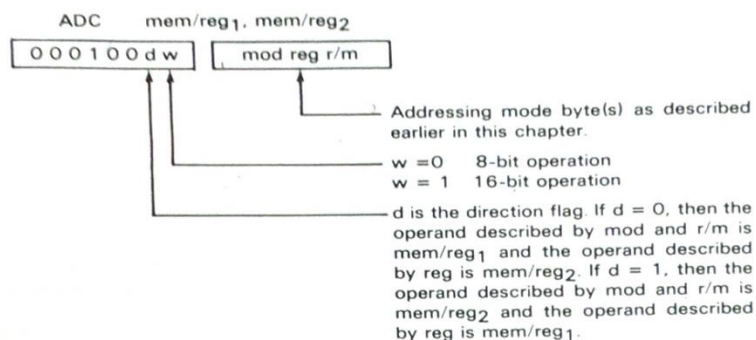 ADC mem/reg1, mem/reg2
0 0 0 1 0 0 d w mod reg r/m
Addressing mode byte(s) as described
earlier in this chapter.
w =0 8-bit operation
w = 1 16-bit operation
d is the direction flag. If d = 0, then the
operand described by mod and r/m is
mem/reg1 and the operand described
by reg is mem/reg2. If d = 1, then the
operand described by mod and r/m is
mem/reg2 and the operand described
by reg is mem/reg1.